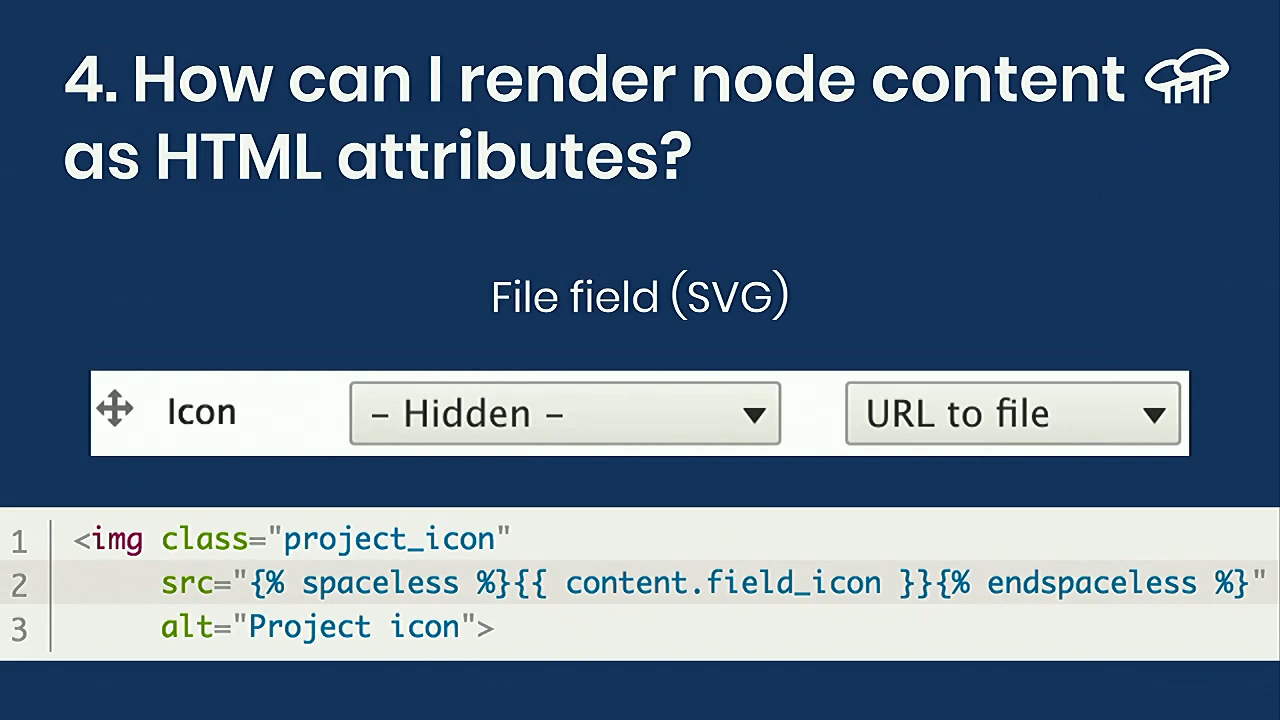 4. How can I render node content
as HTML attributes?
File field (SVG)
Icon
- Hidden -
URL to file
1 <img class="project_icon"
2 src="{% spaceless %}{{ content.field_icon }}{% endspaceless %}"
3 alt="Project icon">